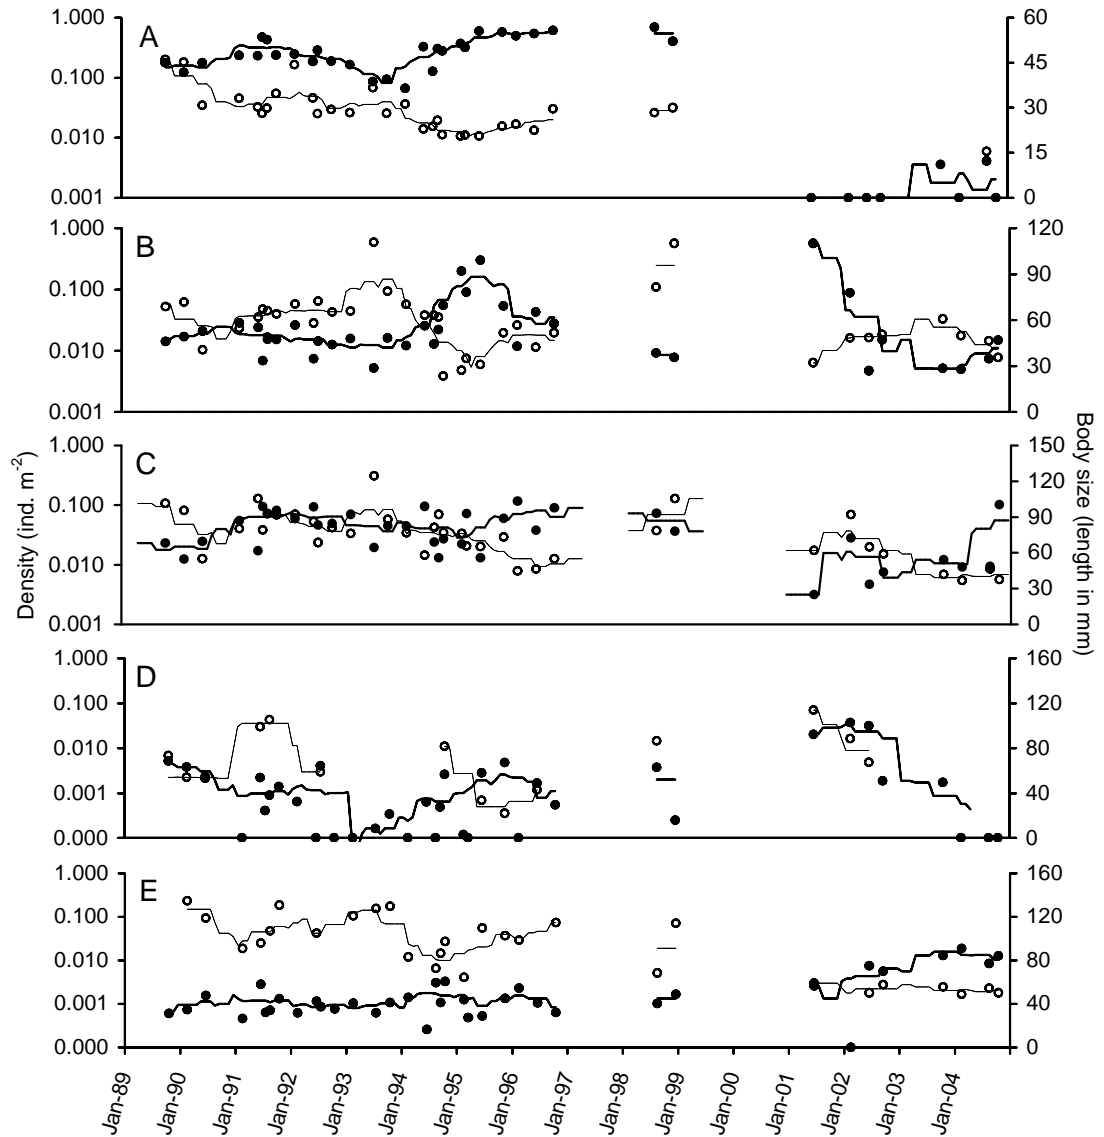 A
1.000
0.100
0.010
0.001
60
45
30
15
0
B
1.000
0.100
0.010
0.001
120
90
60
30
0
C
1.000
0.100
0.010
0.001
150
120
90
60
30
0
D
1.000
0.100
0.010
0.001
0.000
160
120
80
40
0
E
1.000
0.100
0.010
0.001
0.000
160
120
80
40
0
Density (ind. m-2)
Body size (length in mm)
Jan-89
Jan-90
Jan-91
Jan-92
Jan-93
Jan-94
Jan-95
Jan-96
Jan-97
Jan-98
Jan-99
Jan-00
Jan-01
Jan-02
Jan-03
Jan-04